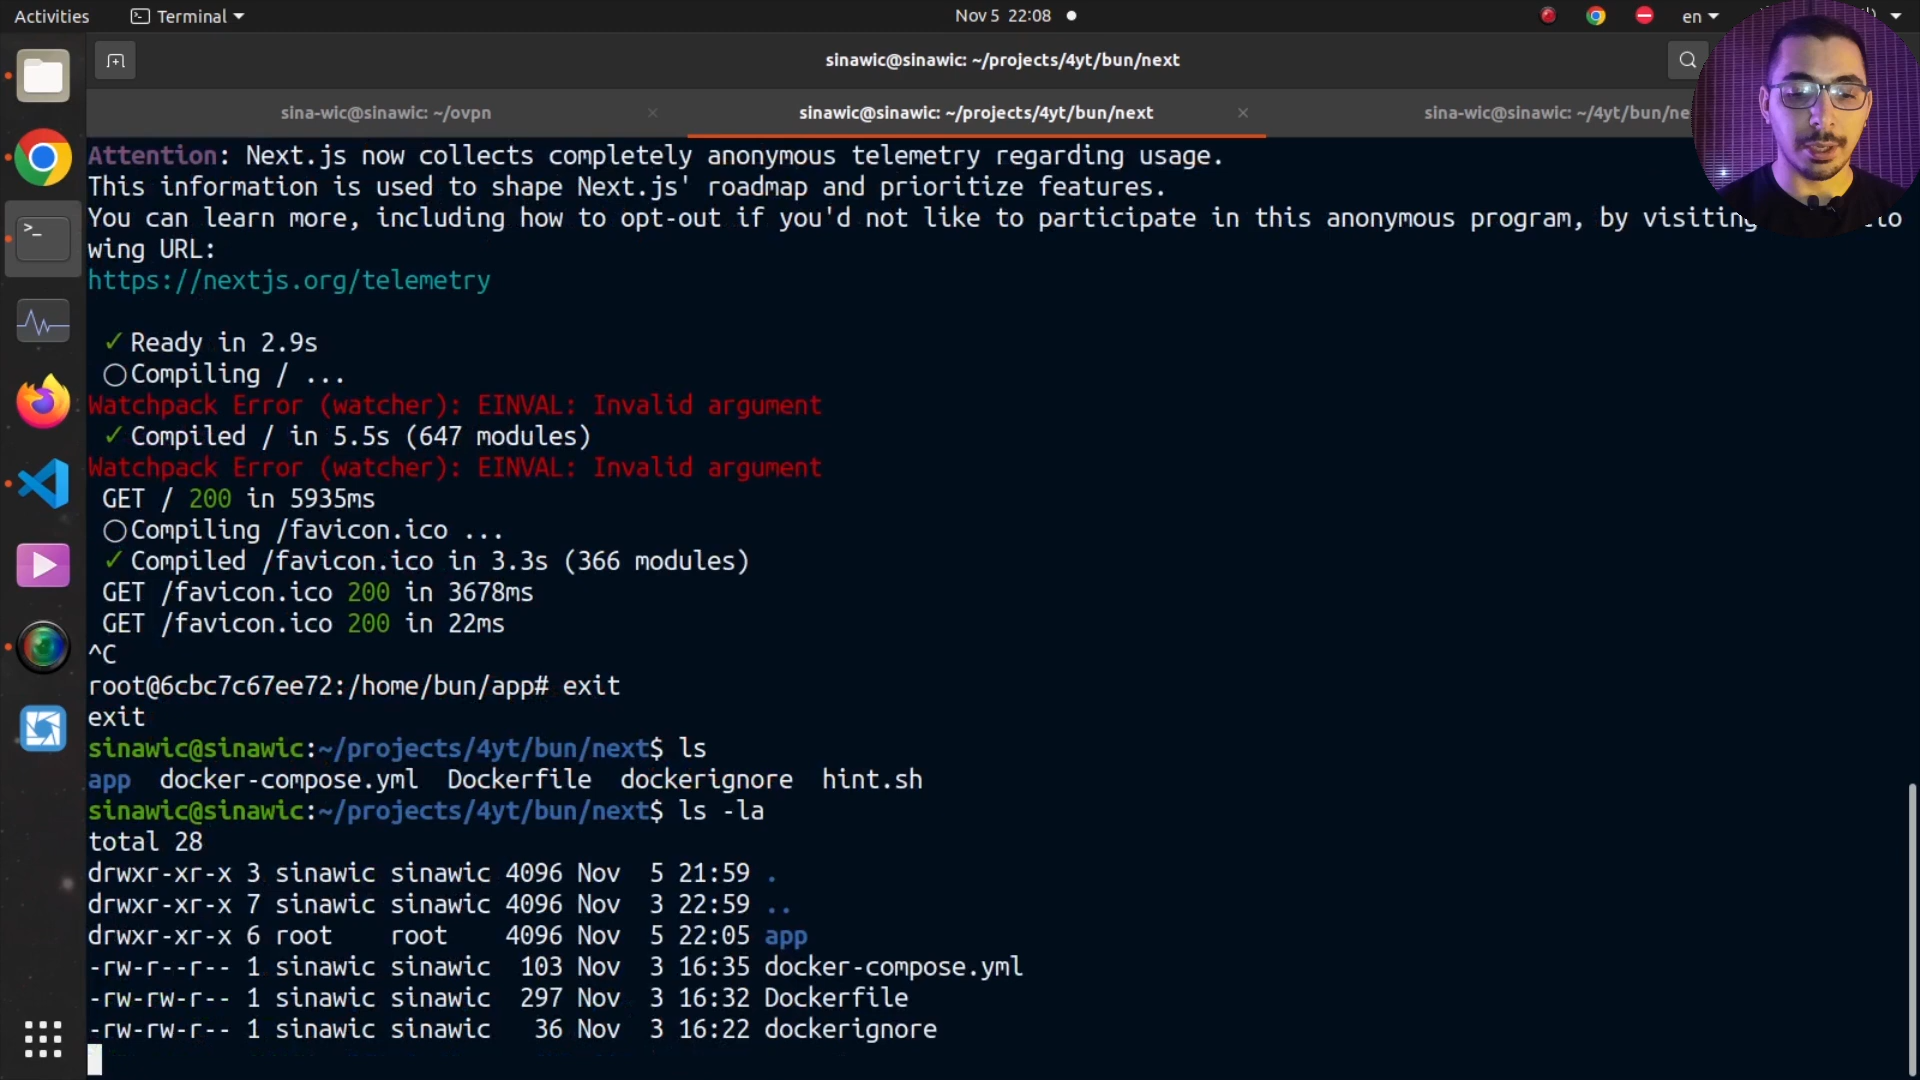 Activities
Terminal
Nov 5 22:08
en
sinawic@sinawic: ~/projects/4yt/bun/next
sina-wic@sinawic: ~/ovpn
sinawic@sinawic: ~/projects/4yt/bun/next
sina-wic@sinawic: ~/4yt/bun/ne
Attention: Next.js now collects completely anonymous telemetry regarding usage.
This information is used to shape Next.js' roadmap and prioritize features.
You can learn more, including how to opt-out if you'd not like to participate in this anonymous program, by visiting lo
wing URL:
https://nextjs.org/telemetry
✓ Ready in 2.9s
○ Compiling / ...
Watchpack Error (watcher): EINVAL: Invalid argument
✓ Compiled / in 5.5s (647 modules)
Watchpack Error (watcher): EINVAL: Invalid argument
GET / 200 in 5935ms
○ Compiling /favicon.ico ...
✓ Compiled /favicon.ico in 3.3s (366 modules)
GET /favicon.ico 200 in 3678ms
GET /favicon.ico 200 in 22ms
^C
root@6cbc7c67ee72:/home/bun/app# exit
exit
sinawic@sinawic:~/projects/4yt/bun/next$ ls
app  docker-compose.yml  Dockerfile  dockerignore  hint.sh
sinawic@sinawic:~/projects/4yt/bun/next$ ls -la
total 28
drwxr-xr-x 3 sinawic sinawic 4096 Nov  5 21:59 .
drwxr-xr-x 7 sinawic sinawic 4096 Nov  3 22:59 ..
drwxr-xr-x 6 root    root    4096 Nov  5 22:05 app
-rw-r--r-- 1 sinawic sinawic  103 Nov  3 16:35 docker-compose.yml
-rw-rw-r-- 1 sinawic sinawic  297 Nov  3 16:32 Dockerfile
-rw-rw-r-- 1 sinawic sinawic   36 Nov  3 16:22 dockerignore